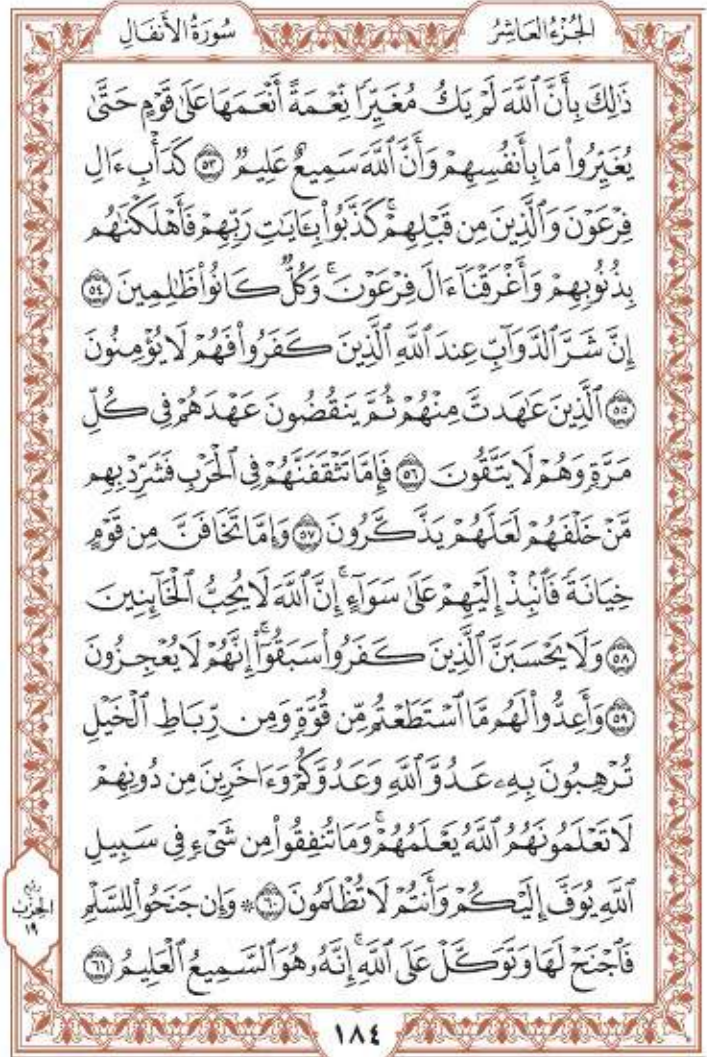 سُورَةُ الأَنفَالِ
الجُزْءُ العَاشِرُ
ذَٰلِكَ بِأَنَّ ٱللَّهَ لَمْ يَكُ مُغَيِّرًا نِّعْمَةً أَنْعَمَهَا عَلَىٰ قَوْمٍ حَتَّىٰ
يُغَيِّرُواْ مَا بِأَنفُسِهِمْ وَأَنَّ ٱللَّهَ سَمِيعٌ عَلِيمٌ ٥٣ كَدَأْبِ ءَالِ
فِرْعَوْنَ وَٱلَّذِينَ مِن قَبْلِهِمْ ۚ كَذَّبُواْ بِـَٔايَٰتِ رَبِّهِمْ فَأَهْلَكْنَٰهُم
بِذُنُوبِهِمْ وَأَغْرَقْنَآ ءَالَ فِرْعَوْنَ ۚ وَكُلٌّ كَانُواْ ظَٰلِمِينَ ٥٤
إِنَّ شَرَّ ٱلدَّوَآبِّ عِندَ ٱللَّهِ ٱلَّذِينَ كَفَرُواْ فَهُمْ لَا يُؤْمِنُونَ
٥٥ ٱلَّذِينَ عَٰهَدتَّ مِنْهُمْ ثُمَّ يَنقُضُونَ عَهْدَهُمْ فِى كُلِّ
مَرَّةٍ وَهُمْ لَا يَتَّقُونَ ٥٦ فَإِمَّا تَثْقَفَنَّهُمْ فِى ٱلْحَرْبِ فَشَرِّدْ بِهِم
مَّنْ خَلْفَهُمْ لَعَلَّهُمْ يَذَّكَّرُونَ ٥٧ وَإِمَّا تَخَافَنَّ مِن قَوْمٍ
خِيَانَةً فَٱنۢبِذْ إِلَيْهِمْ عَلَىٰ سَوَآءٍ ۚ إِنَّ ٱللَّهَ لَا يُحِبُّ ٱلْخَآئِنِينَ
٥٨ وَلَا يَحْسَبَنَّ ٱلَّذِينَ كَفَرُواْ سَبَقُوٓاْ ۚ إِنَّهُمْ لَا يُعْجِزُونَ
٥٩ وَأَعِدُّواْ لَهُم مَّا ٱسْتَطَعْتُم مِّن قُوَّةٍ وَمِن رِّبَاطِ ٱلْخَيْلِ
تُرْهِبُونَ بِهِۦ عَدُوَّ ٱللَّهِ وَعَدُوَّكُمْ وَءَاخَرِينَ مِن دُونِهِمْ
لَا تَعْلَمُونَهُمُ ٱللَّهُ يَعْلَمُهُمْ ۚ وَمَا تُنفِقُواْ مِن شَىْءٍ فِى سَبِيلِ
ٱللَّهِ يُوَفَّ إِلَيْكُمْ وَأَنتُمْ لَا تُظْلَمُونَ ٦٠ ۞ وَإِن جَنَحُواْ لِلسَّلْمِ
فَٱجْنَحْ لَهَا وَتَوَكَّلْ عَلَى ٱللَّهِ ۚ إِنَّهُۥ هُوَ ٱلسَّمِيعُ ٱلْعَلِيمُ ٦١
ربع
الحزب
١٩
١٨٤